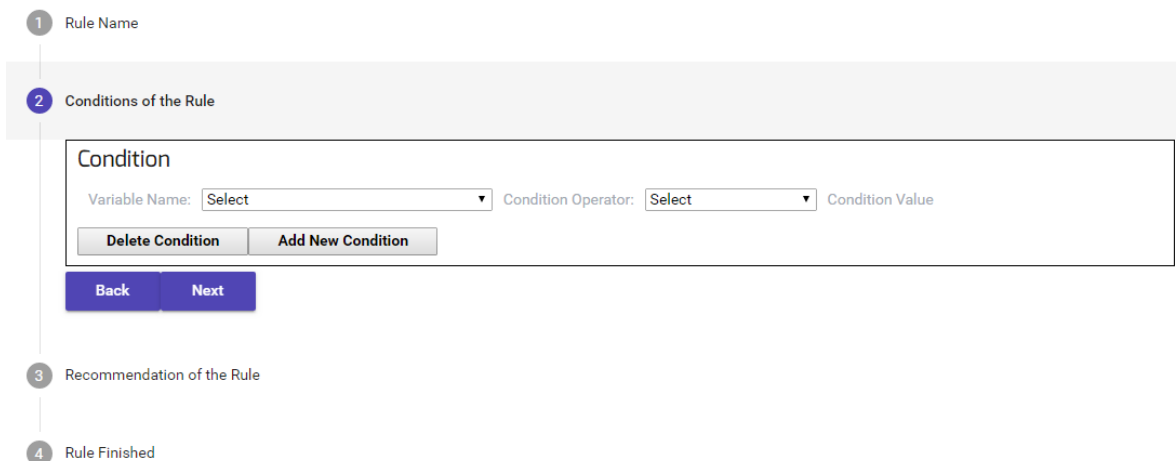 1 Rule Name
2 Conditions of the Rule
Condition
Variable Name: Select Condition Operator: Select Condition Value
Delete Condition Add New Condition
Back Next
3 Recommendation of the Rule
4 Rule Finished